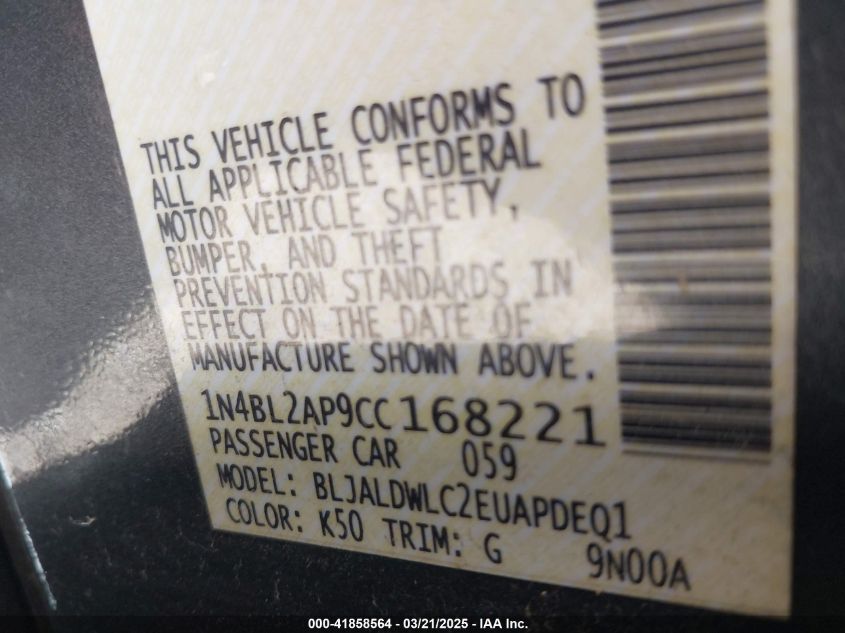 THIS VEHICLE CONFORMS TO
ALL APPLICABLE FEDERAL
MOTOR VEHICLE SAFETY,
BUMPER, AND THEFT
PREVENTION STANDARDS IN
EFFECT ON THE DATE OF
MANUFACTURE SHOWN ABOVE.
1N4BL2AP9CC168221
PASSENGER CAR 059
MODEL: BLJALDWLC2EUAPDEQ1
COLOR: K50 TRIM: G 9N00A
000-41858564 — 03/21/2025 - IAA Inc.